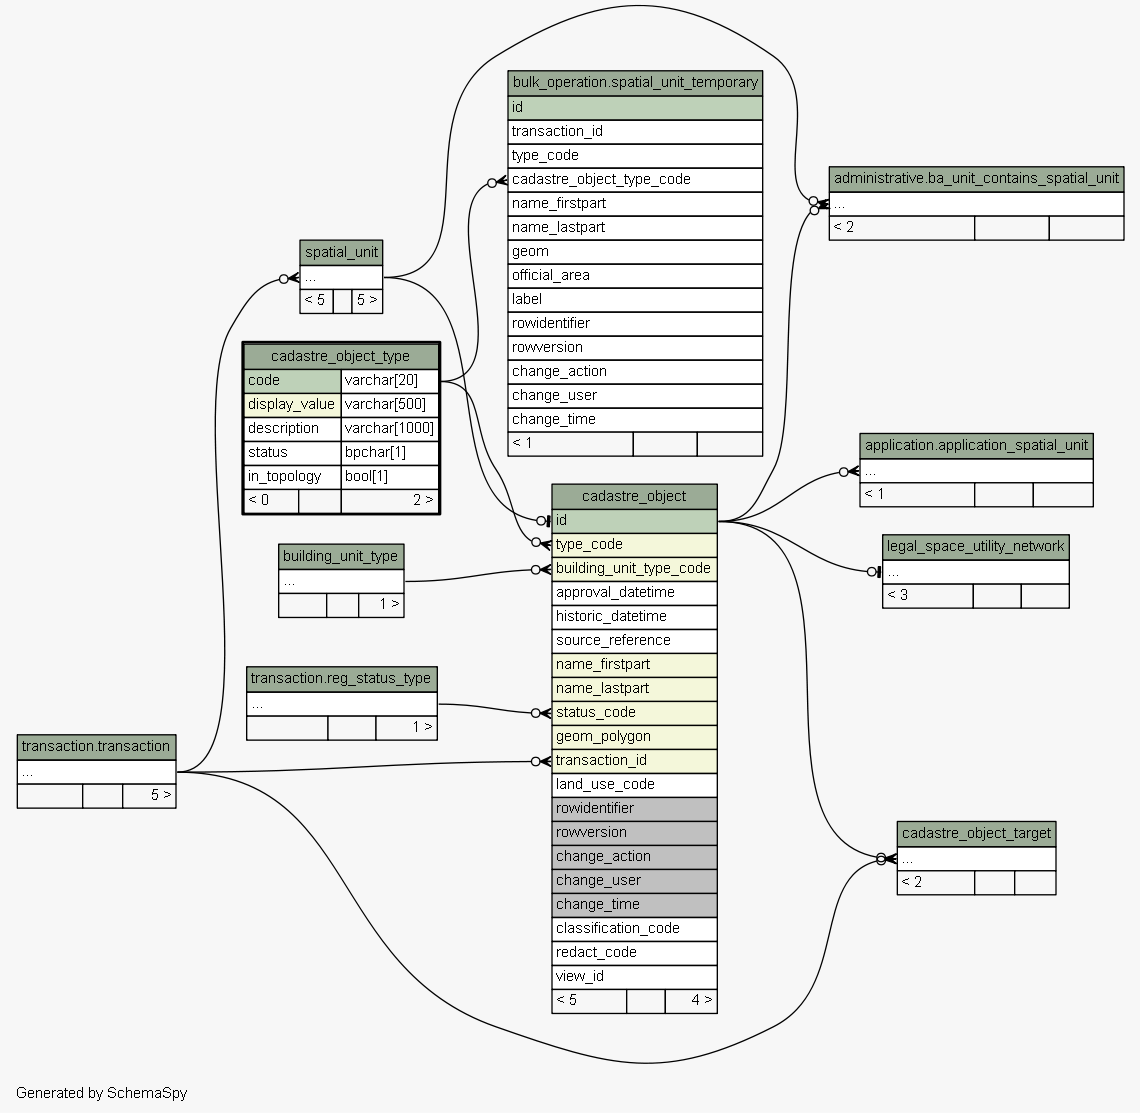 bulk_operation.spatial_unit_temporary
id
transaction_id
type_code
cadastre_object_type_code
name_firstpart
name_lastpart
geom
official_area
label
rowidentifier
rowversion
change_action
change_user
change_time
< 1
administrative.ba_unit_contains_spatial_unit
...
< 2
spatial_unit
...
< 5 5 >
cadastre_object_type
code varchar[20]
display_value varchar[500]
description varchar[1000]
status bpchar[1]
in_topology bool[1]
< 0 2 >
application.application_spatial_unit
...
< 1
cadastre_object
id
type_code
building_unit_type_code
approval_datetime
historic_datetime
source_reference
name_firstpart
name_lastpart
status_code
geom_polygon
transaction_id
land_use_code
rowidentifier
rowversion
change_action
change_user
change_time
classification_code
redact_code
view_id
< 5 4 >
legal_space_utility_network
...
< 3
building_unit_type
...
1 >
transaction.reg_status_type
...
1 >
transaction.transaction
...
5 >
cadastre_object_target
...
< 2
Generated by SchemaSpy